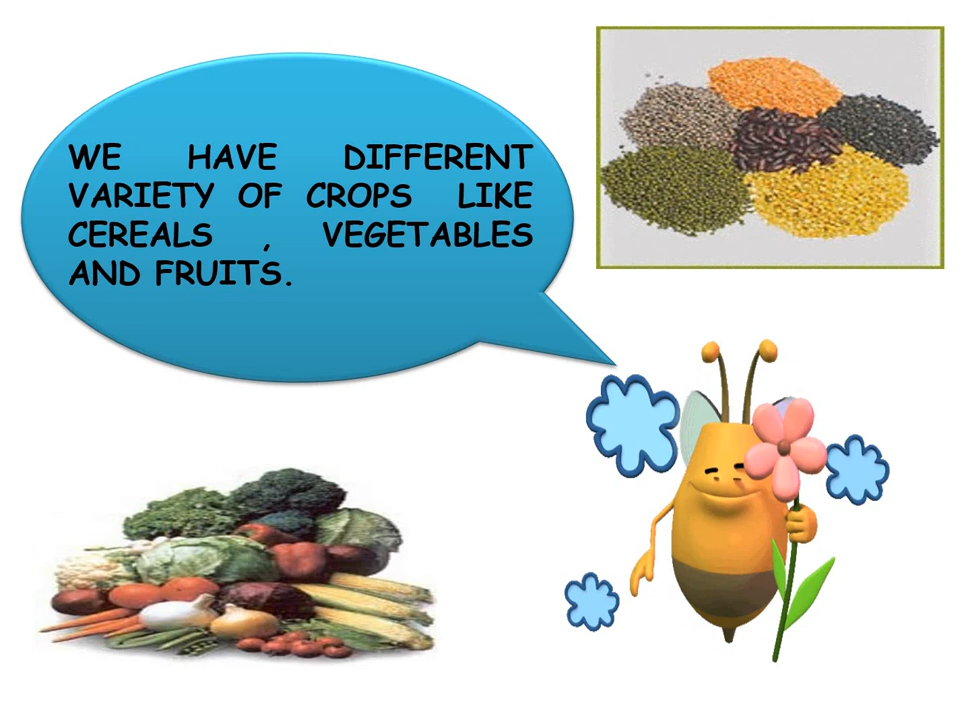 WE HAVE DIFFERENT
VARIETY OF CROPS LIKE
CEREALS , VEGETABLES
AND FRUITS.